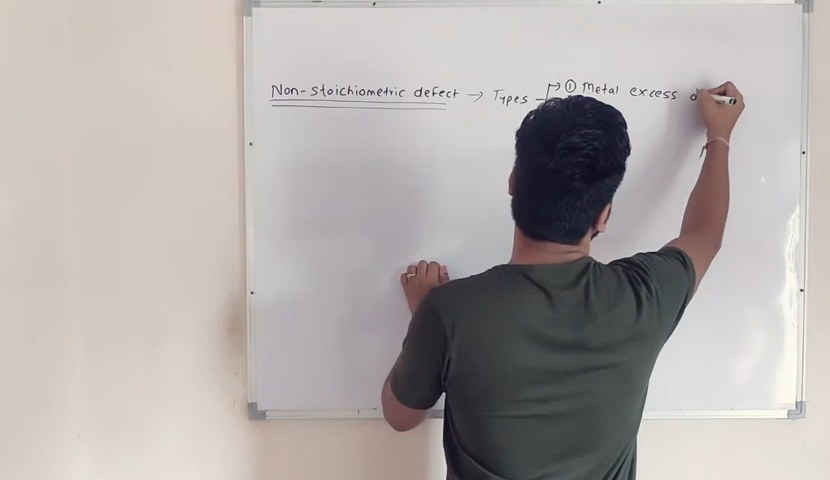 Non-stoichiometric defect → Types → ① Metal excess d